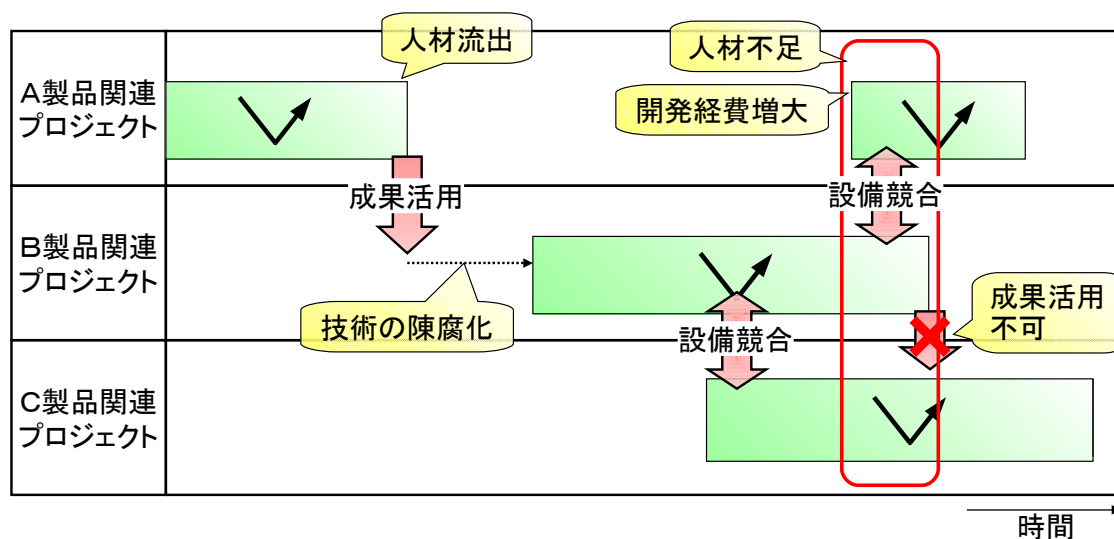 人材流出
人材不足
A製品関連
プロジェクト
開発経費増大
成果活用
設備競合
B製品関連
プロジェクト
技術の陳腐化
設備競合
成果活用
不可
C製品関連
プロジェクト
時間